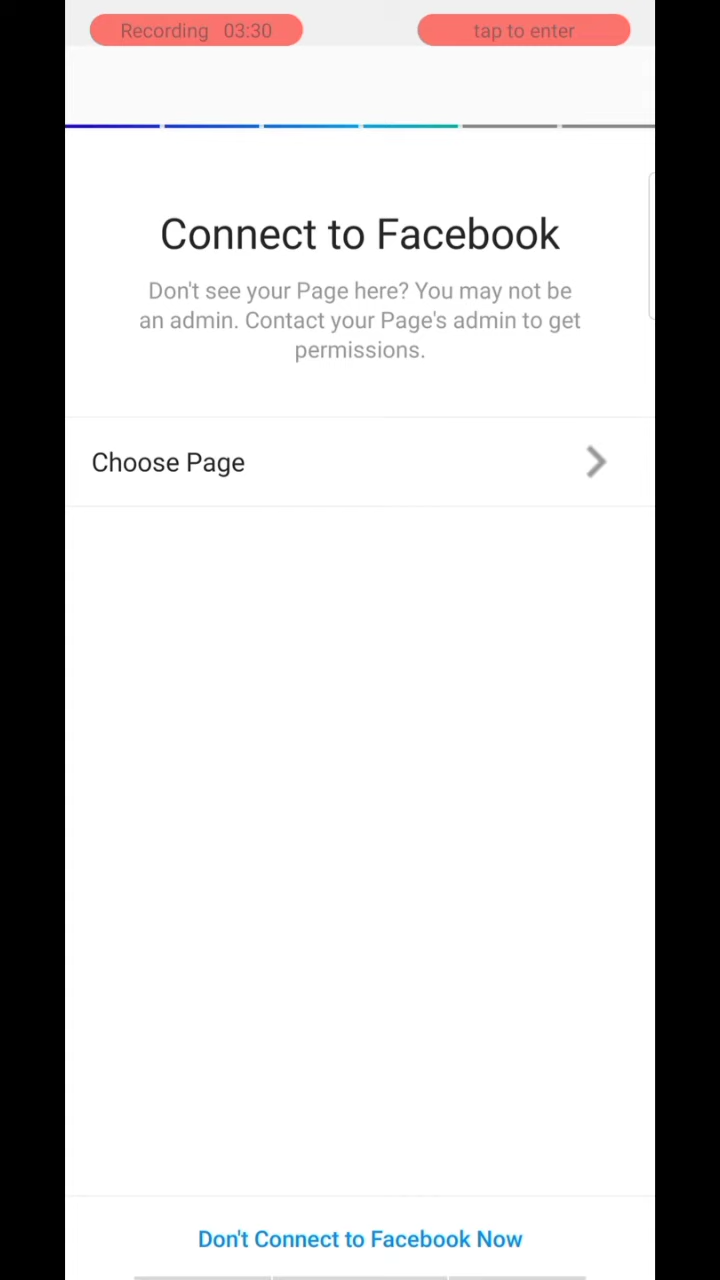 Recording 03:30 tap to enter
Connect to Facebook
Don't see your Page here? You may not be
an admin. Contact your Page's admin to get
permissions.
Choose Page
Don't Connect to Facebook Now